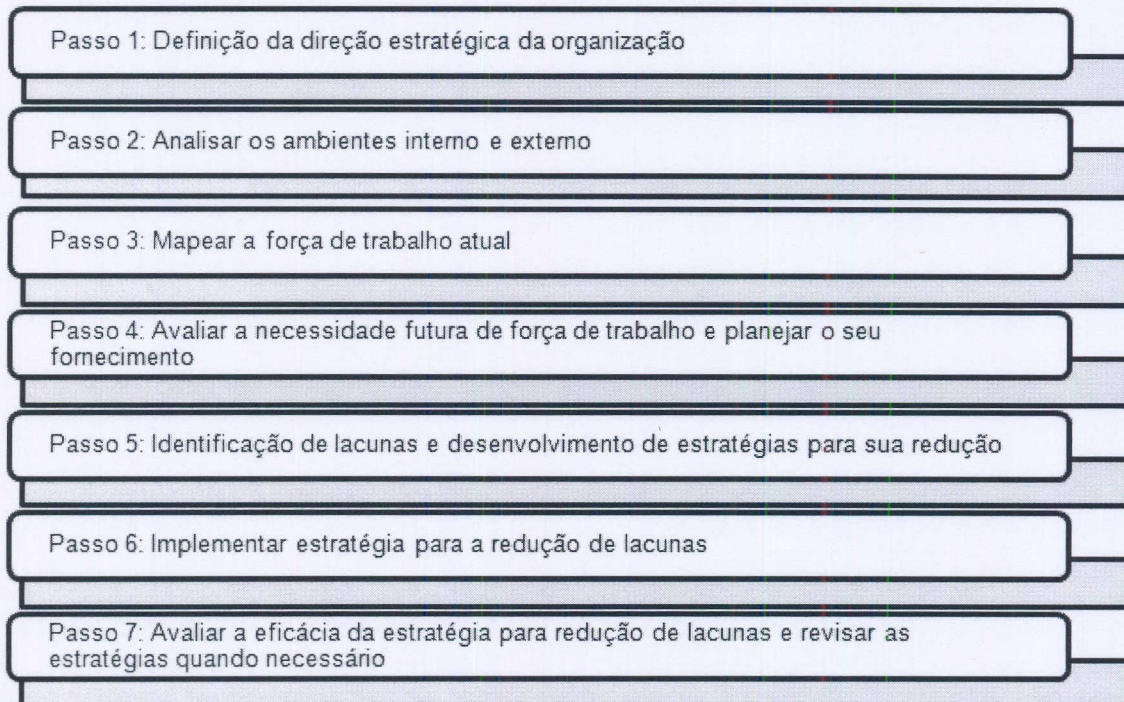 Passo 1: Definição da direção estratégica da organização
Passo 2: Analisar os ambientes interno e externo
Passo 3: Mapear a força de trabalho atual
Passo 4: Avaliar a necessidade futura de força de trabalho e planejar o seu
fornecimento
Passo 5: Identificação de lacunas e desenvolvimento de estratégias para sua redução
Passo 6: Implementar estratégia para a redução de lacunas
Passo 7: Avaliar a eficácia da estratégia para redução de lacunas e revisar as
estratégias quando necessário